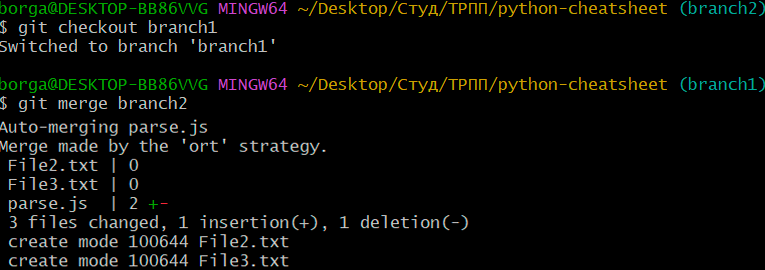 borga@DESKTOP-BB86VVG MINGW64 ~/Desktop/Студ/ТРПП/python-cheatsheet (branch2)
$ git checkout branch1
Switched to branch 'branch1'
borga@DESKTOP-BB86VVG MINGW64 ~/Desktop/Студ/ТРПП/python-cheatsheet (branch1)
$ git merge branch2
Auto-merging parse.js
Merge made by the 'ort' strategy.
 File2.txt | 0
 File3.txt | 0
 parse.js  | 2 +-
 3 files changed, 1 insertion(+), 1 deletion(-)
 create mode 100644 File2.txt
 create mode 100644 File3.txt